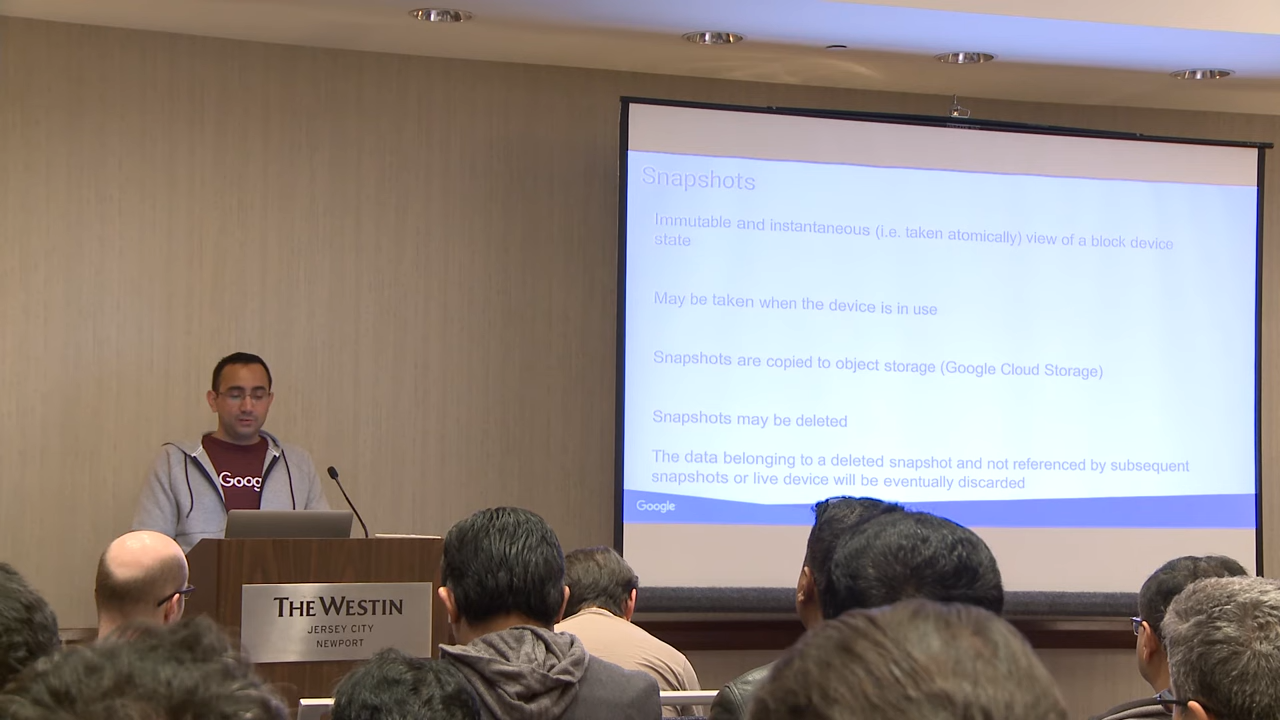 Snapshots
Immutable and instantaneous (i.e. taken atomically) view of a block device
state
May be taken when the device is in use
Snapshots are copied to object storage (Google Cloud Storage)
Snapshots may be deleted
The data belonging to a deleted snapshot and not referenced by subsequent
snapshots or live device will be eventually discarded
Google
Goog
THE WESTIN
JERSEY CITY
NEWPORT